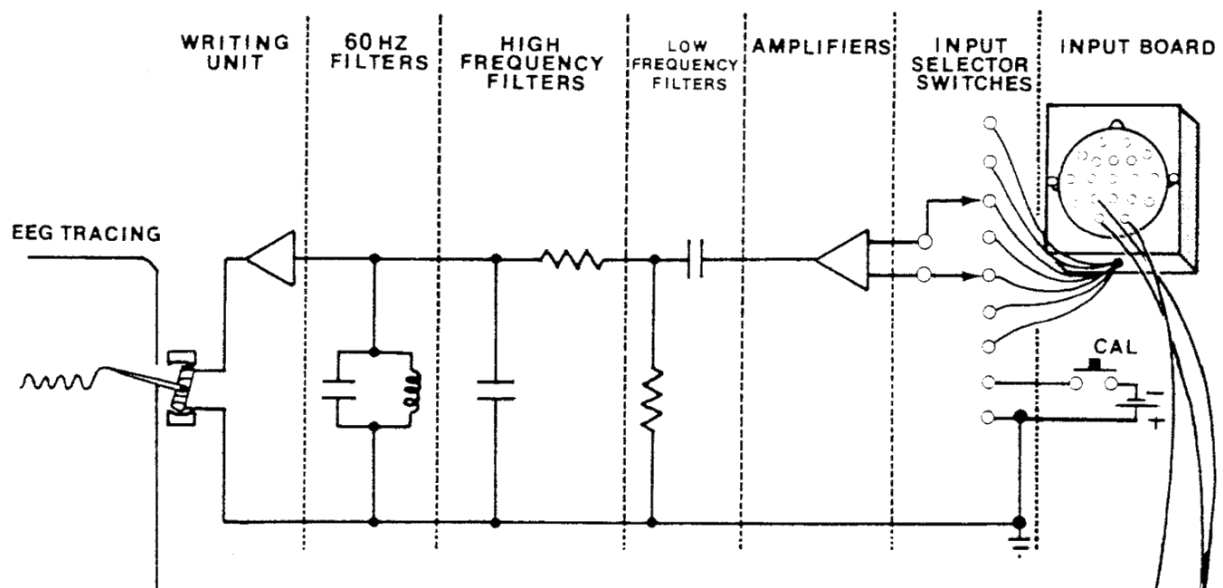 WRITING
UNIT
60 HZ
FILTERS
HIGH
FREQUENCY
FILTERS
LOW
FREQUENCY
FILTERS
AMPLIFIERS
INPUT
SELECTOR
SWITCHES
INPUT BOARD
EEG TRACING
CAL
−
+